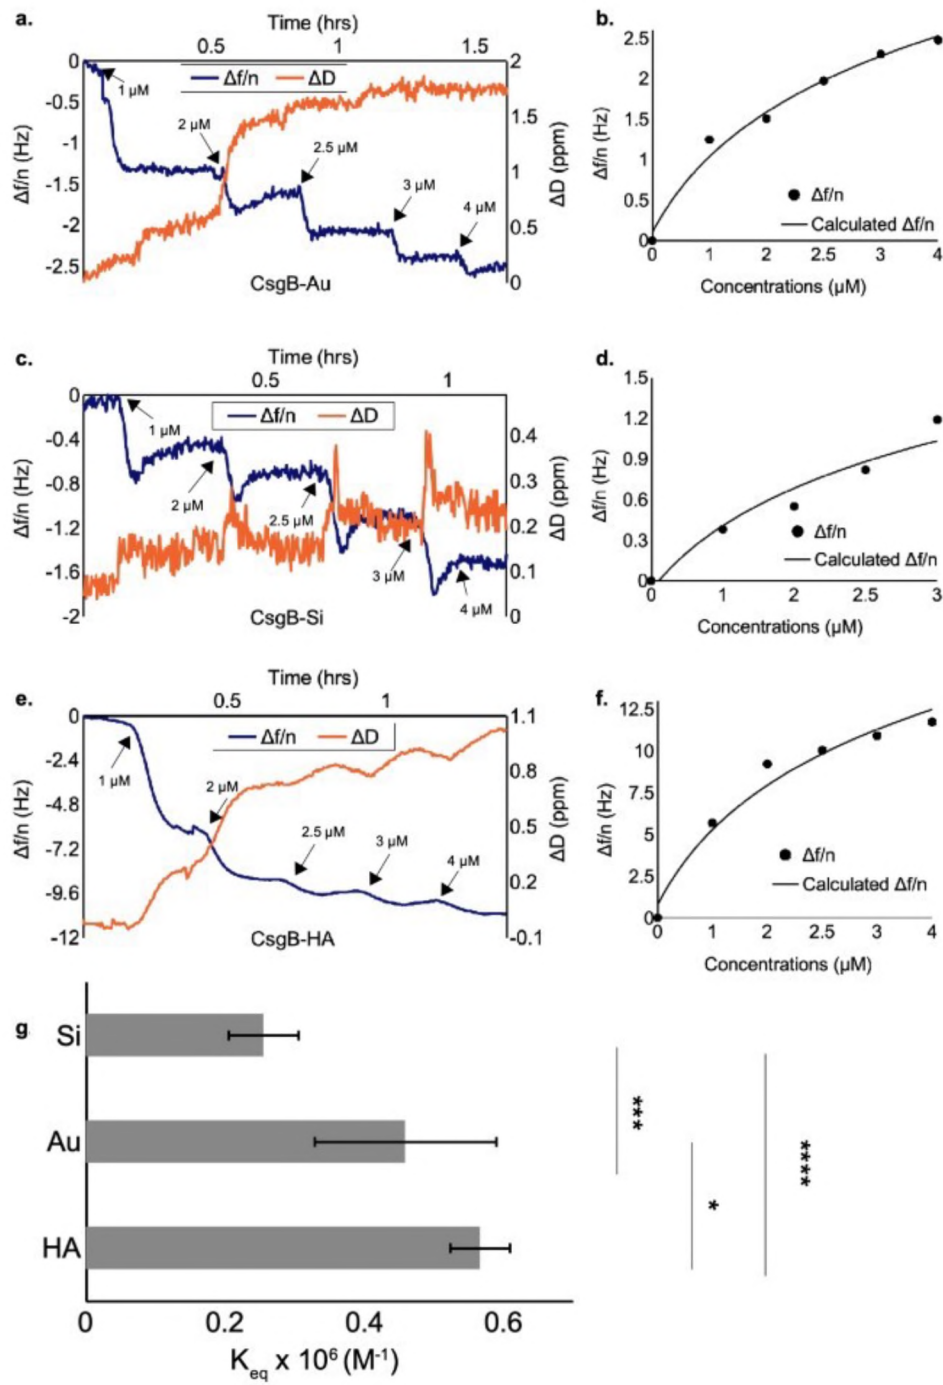 a.
Time (hrs)
0.5 1 1.5
0
-0.5
-1
-1.5
-2
-2.5
Δf/n (Hz)
Δf/n ΔD
1 µM
2 µM
2.5 µM
3 µM
4 µM
2
1.5
1
0.5
0
ΔD (ppm)
CsgB-Au
b.
2.5
2
1.5
1
0.5
0
Δf/n (Hz)
Δf/n
Calculated Δf/n
0 1 2 2.5 3 4
Concentrations (µM)
c.
Time (hrs)
0.5 1
0
-0.4
-0.8
-1.2
-1.6
-2
Δf/n (Hz)
Δf/n ΔD
1 µM
2 µM
2.5 µM
3 µM
4 µM
0.4
0.3
0.2
0.1
0
ΔD (ppm)
CsgB-Si
d.
1.5
1.2
0.9
0.6
0.3
0
Δf/n (Hz)
Δf/n
Calculated Δf/n
0 1 2 2.5 3
Concentrations (µM)
e.
Time (hrs)
0.5 1
0
-2.4
-4.8
-7.2
-9.6
-12
Δf/n (Hz)
Δf/n ΔD
1 µM
2 µM
2.5 µM
3 µM
4 µM
1.1
0.8
0.5
0.2
-0.1
ΔD (ppm)
CsgB-HA
f.
12.5
10
7.5
5
2.5
0
Δf/n (Hz)
Δf/n
Calculated Δf/n
0 1 2 2.5 3 4
Concentrations (µM)
g
Si
Au
HA
0 0.2 0.4 0.6
Keq x 10⁶ (M⁻¹)
***
*
****